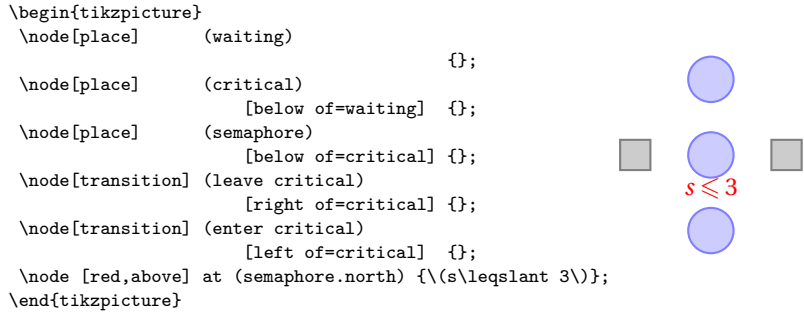 \begin{tikzpicture}
\node[place] (waiting)
{};
\node[place] (critical)
[below of=waiting] {};
\node[place] (semaphore)
[below of=critical] {};
\node[transition] (leave critical)
[right of=critical] {};
\node[transition] (enter critical)
[left of=critical] {};
\node [red,above] at (semaphore.north) {\(s\leqslant 3\)};
\end{tikzpicture}
s ⩽ 3